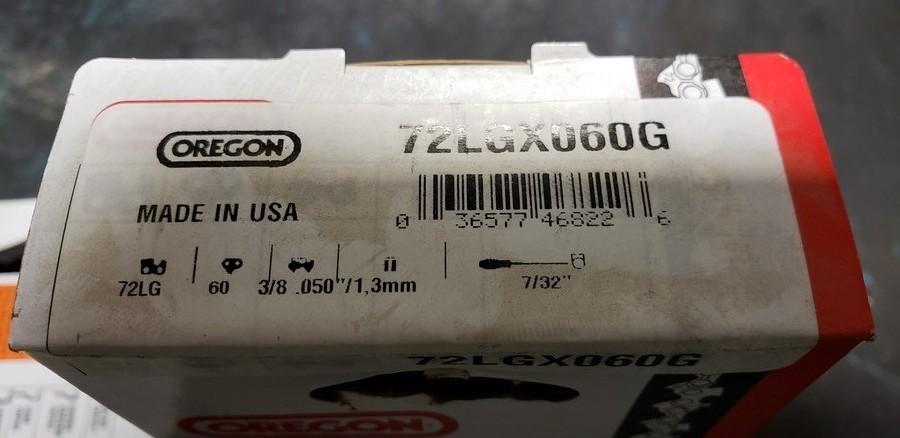 OREGON
72LGX060G
MADE IN USA
0 36577 46822 6
72LG 60 3/8 .050"/1,3mm 7/32"
72LGX060G
OREGON